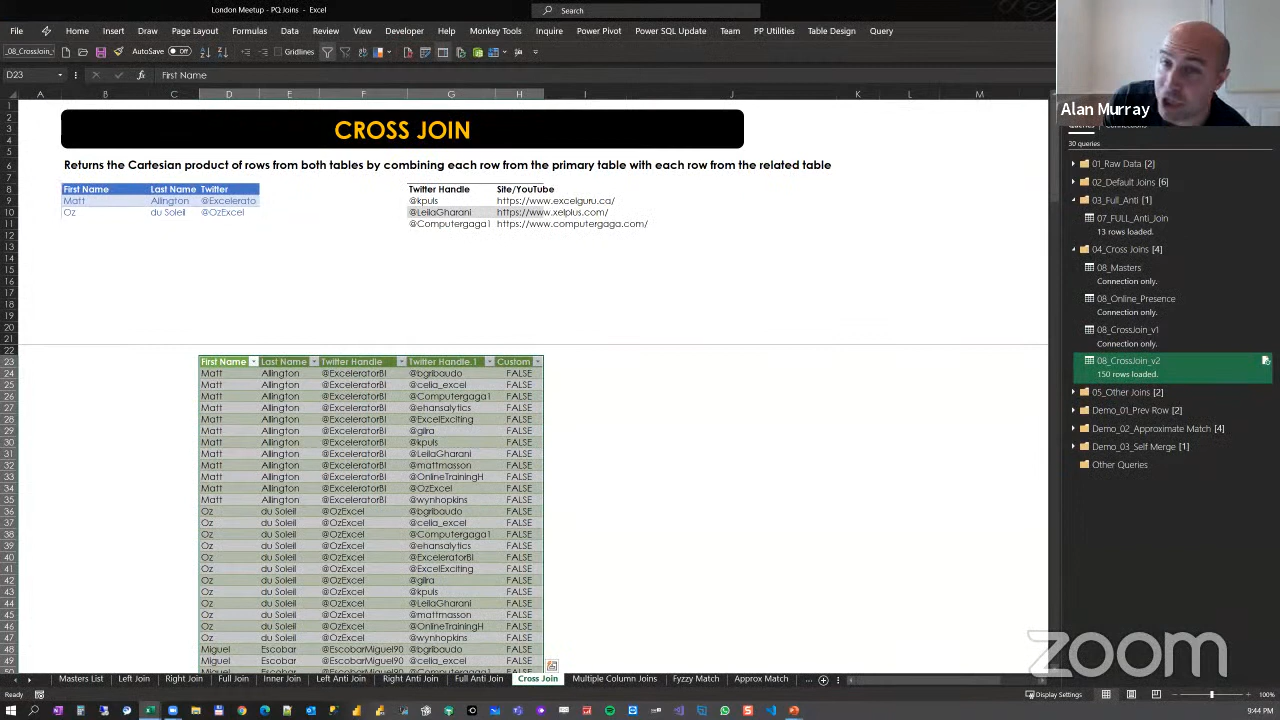 London Meetup - PQ Joins - Excel
Search
File Home Insert Draw Page Layout Formulas Data Review View Developer Help Monkey Tools Inquire Power Pivot Power SQL Update Team PP Utilities Table Design Query
08_CrossJoin_ AutoSave Off Gridlines
D23 fx First Name
A B C D E F G H I J K L M
Alan Murray
CROSS JOIN
Returns the Cartesian product of rows from both tables by combining each row from the primary table with each row from the related table
First Name Last Name Twitter
Matt Allington @Excelerato
Oz du Soleil @OzExcel
Twitter Handle Site/YouTube
@kpuls https://www.excelguru.ca/
@LeilaGharani https://www.xelplus.com/
@Computergaga1 https://www.computergaga.com/
First Name Last Name Twitter Handle Twitter Handle.1 Custom
Matt Allington @ExceleratorBI @bgribaudo FALSE
Matt Allington @ExceleratorBI @celia_excel FALSE
Matt Allington @ExceleratorBI @Computergaga1 FALSE
Matt Allington @ExceleratorBI @ehansalytics FALSE
Matt Allington @ExceleratorBI @ExcelExciting FALSE
Matt Allington @ExceleratorBI @gilra FALSE
Matt Allington @ExceleratorBI @kpuls FALSE
Matt Allington @ExceleratorBI @LeilaGharani FALSE
Matt Allington @ExceleratorBI @mattmasson FALSE
Matt Allington @ExceleratorBI @OnlineTrainingH FALSE
Matt Allington @ExceleratorBI @OzExcel FALSE
Matt Allington @ExceleratorBI @wynhopkins FALSE
Oz du Soleil @OzExcel @bgribaudo FALSE
Oz du Soleil @OzExcel @celia_excel FALSE
Oz du Soleil @OzExcel @Computergaga1 FALSE
Oz du Soleil @OzExcel @ehansalytics FALSE
Oz du Soleil @OzExcel @ExceleratorBI FALSE
Oz du Soleil @OzExcel @ExcelExciting FALSE
Oz du Soleil @OzExcel @gilra FALSE
Oz du Soleil @OzExcel @kpuls FALSE
Oz du Soleil @OzExcel @LeilaGharani FALSE
Oz du Soleil @OzExcel @mattmasson FALSE
Oz du Soleil @OzExcel @OnlineTrainingH FALSE
Oz du Soleil @OzExcel @wynhopkins FALSE
Miguel Escobar @EscobarMiguel90 @bgribaudo FALSE
Miguel Escobar @EscobarMiguel90 @celia_excel FALSE
Miguel Escobar @EscobarMiguel90 @Computergaga1 FALSE
Queries Connections
30 queries
01_Raw Data [2]
02_Default Joins [6]
03_Full_Anti [1]
07_FULL_Anti_Join
13 rows loaded.
04_Cross Joins [4]
08_Masters
Connection only.
08_Online_Presence
Connection only.
08_CrossJoin_v1
Connection only.
08_CrossJoin_v2
150 rows loaded.
05_Other Joins [2]
Demo_01_Prev Row [2]
Demo_02_Approximate Match [4]
Demo_03_Self Merge [1]
Other Queries
zoom
Masters List Left Join Right Join Full Join Inner Join Left Anti Join Right Anti Join Full Anti Join Cross Join Multiple Column Joins Fyzzy Match Approx Match ...
Ready Display Settings 100%
9:44 PM